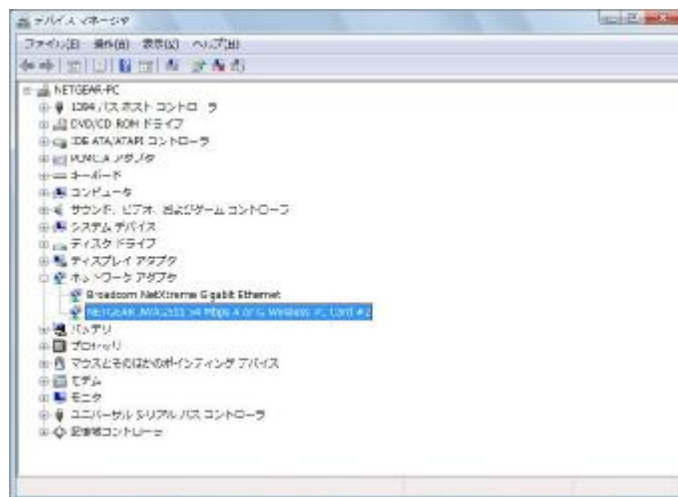 デバイス マネージャ
ファイル(F) 操作(A) 表示(V) ヘルプ(H)
NETGEAR-PC
1394 バス ホスト コントローラ
DVD/CD-ROM ドライブ
IDE ATA/ATAPI コントローラ
PCMCIA アダプタ
キーボード
コンピュータ
サウンド、ビデオ、およびゲーム コントローラ
システム デバイス
ディスク ドライブ
ディスプレイ アダプタ
ネットワーク アダプタ
Broadcom NetXtreme Gigabit Ethernet
NETGEAR WAG511 54 Mbps A or G Wireless PC Card #2
バッテリ
プロセッサ
マウスとそのほかのポインティング デバイス
モデム
モニタ
ユニバーサル シリアル バス コントローラ
記憶域コントローラ